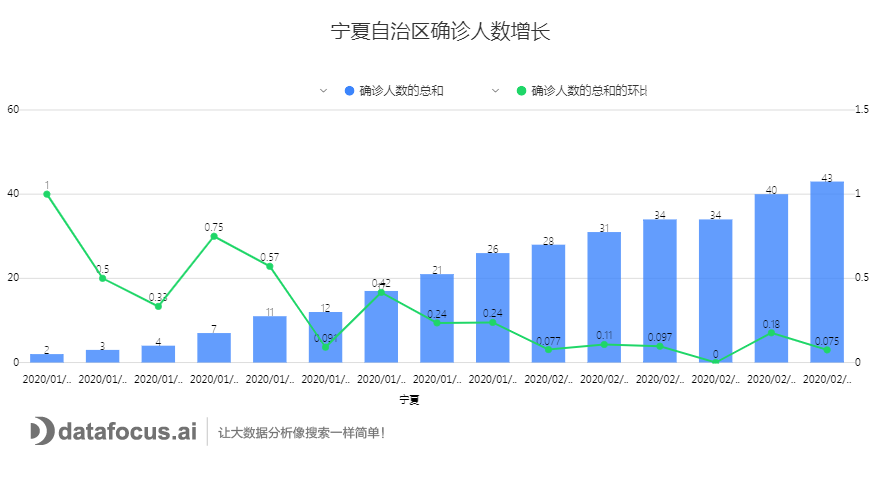 宁夏自治区确诊人数增长
确诊人数的总和 确诊人数的总和的环比
60 1.5
40 1
20 0.5
0 0
1 0.5 0.33 0.75 0.57 0.091 0.42 0.24 0.24 0.077 0.11 0.097 0 0.18 0.075
2 3 4 7 11 12 21 26 28 31 34 34 40 43
2020/01/.. 2020/01/.. 2020/01/.. 2020/01/.. 2020/01/.. 2020/01/.. 2020/01/.. 2020/01/.. 2020/01/.. 2020/02/.. 2020/02/.. 2020/02/.. 2020/02/.. 2020/02/.. 2020/02/..
宁夏
datafocus.ai 让大数据分析像搜索一样简单!